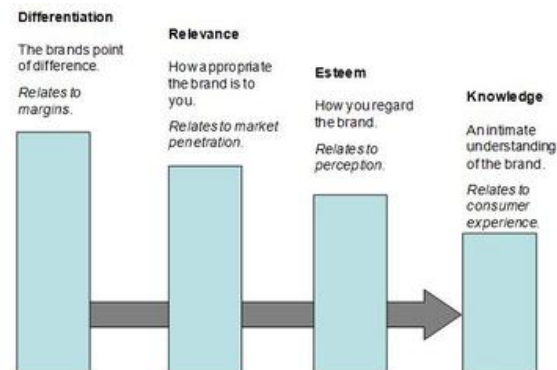 Differentiation
The brands point
of difference.
Relates to
margins.
Relevance
How appropriate
the brand is to
you.
Relates to market
penetration.
Esteem
How you regard
the brand.
Relates to
perception.
Knowledge
An intimate
understanding
of the brand.
Relates to
consumer
experience.